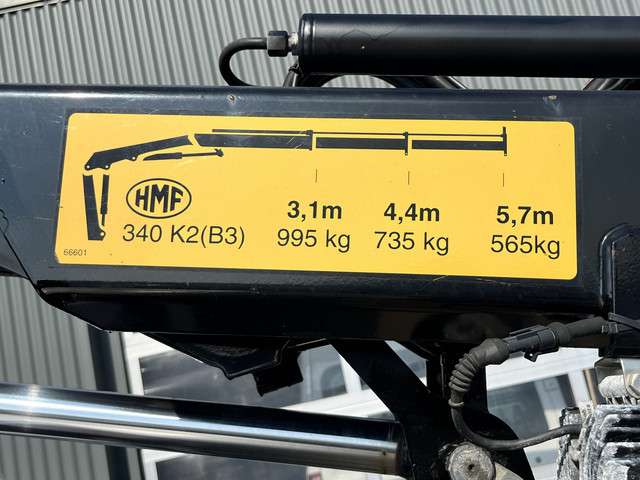 HMF
340 K2(B3)
3,1m 4,4m 5,7m
995 kg 735 kg 565kg
66601